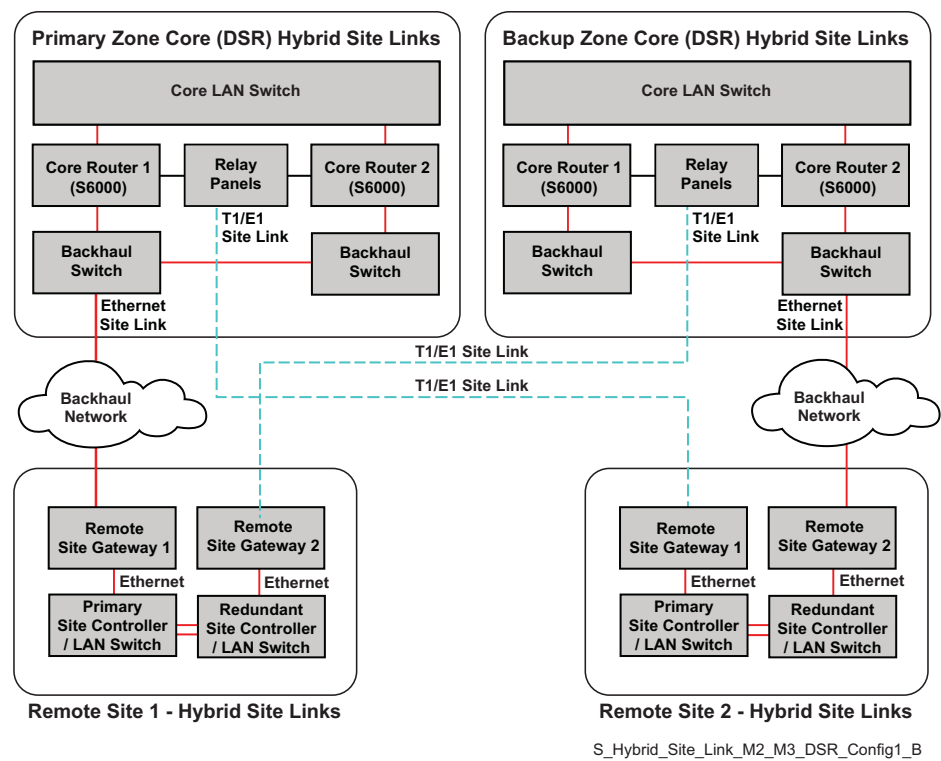 Primary Zone Core (DSR) Hybrid Site Links
Core LAN Switch
Core Router 1
(S6000)
Relay
Panels
Core Router 2
(S6000)
T1/E1
Site Link
Backhaul
Switch
Backhaul
Switch
Ethernet
Site Link
Backup Zone Core (DSR) Hybrid Site Links
Core LAN Switch
Core Router 1
(S6000)
Relay
Panels
Core Router 2
(S6000)
T1/E1
Site Link
Backhaul
Switch
Backhaul
Switch
Ethernet
Site Link
T1/E1 Site Link
T1/E1 Site Link
Backhaul
Network
Backhaul
Network
Remote
Site Gateway 1
Remote
Site Gateway 2
Ethernet
Ethernet
Primary
Site Controller
/ LAN Switch
Redundant
Site Controller
/ LAN Switch
Remote Site 1 - Hybrid Site Links
Remote
Site Gateway 1
Remote
Site Gateway 2
Ethernet
Ethernet
Primary
Site Controller
/ LAN Switch
Redundant
Site Controller
/ LAN Switch
Remote Site 2 - Hybrid Site Links
S_Hybrid_Site_Link_M2_M3_DSR_Config1_B